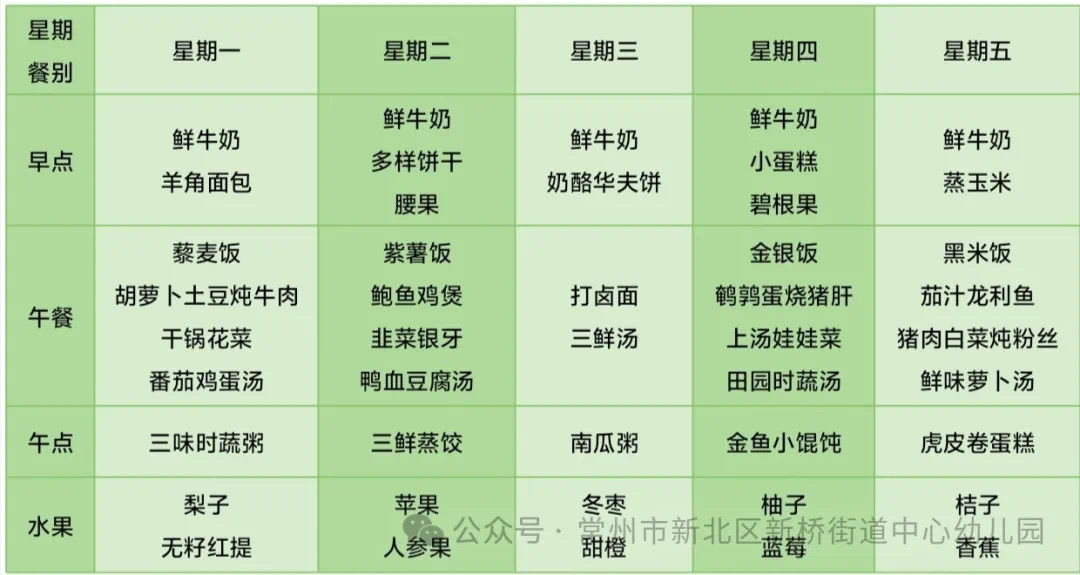 星期
餐别
星期一
星期二
星期三
星期四
星期五
早点
鲜牛奶
羊角面包
鲜牛奶
多样饼干
腰果
鲜牛奶
奶酪华夫饼
鲜牛奶
小蛋糕
碧根果
鲜牛奶
蒸玉米
午餐
藜麦饭
胡萝卜土豆炖牛肉
干锅花菜
番茄鸡蛋汤
紫薯饭
鲍鱼鸡煲
韭菜银牙
鸭血豆腐汤
打卤面
三鲜汤
金银饭
鹌鹑蛋烧猪肝
上汤娃娃菜
田园时蔬汤
黑米饭
茄汁龙利鱼
猪肉白菜炖粉丝
鲜味萝卜汤
午点
三味时蔬粥
三鲜蒸饺
南瓜粥
金鱼小馄饨
虎皮卷蛋糕
水果
梨子
无籽红提
苹果
人参果
冬枣
甜橙
柚子
蓝莓
桔子
香蕉
公众号 · 常州市新北区新桥街道中心幼儿园